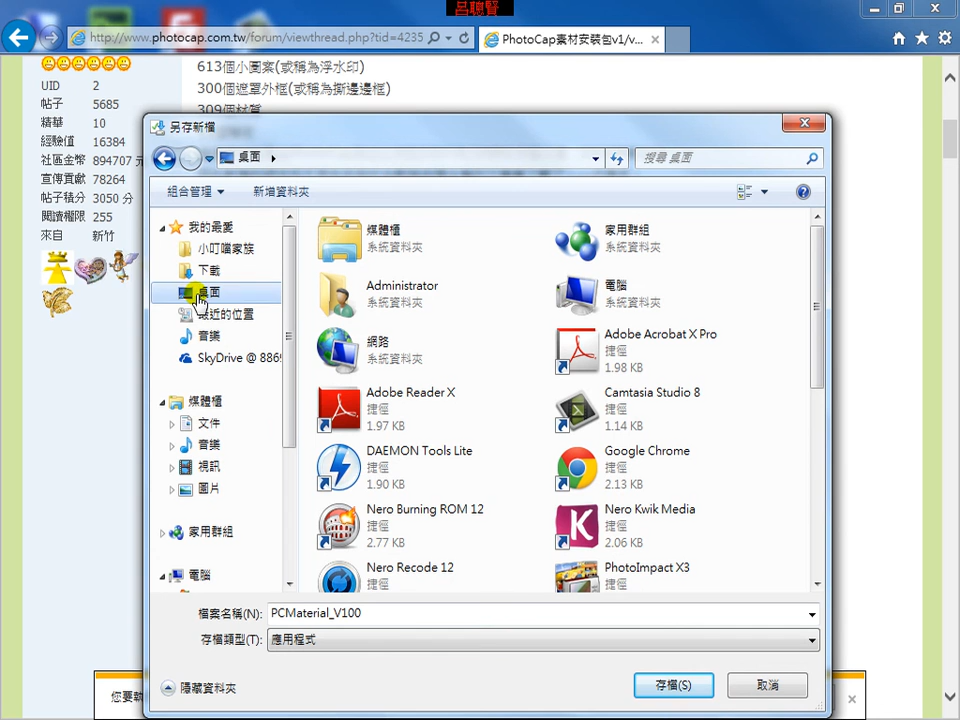 呂聰賢
http://www.photocap.com.tw/forum/viewthread.php?tid=4235
PhotoCap素材安裝包v1/v...
613個小圖案(或稱為浮水印)
300個遮罩外框(或稱為撕邊邊框)
309個材質
UID 2
帖子 5685
精華 10
經驗值 16384
社區金幣 894707 元
宣傳貢獻 78264
帖子積分 3050 分
閱讀權限 255
來自 新竹
另存新檔
桌面
搜尋 桌面
組合管理
新增資料夾
我的最愛
小叮噹家族
下載
桌面
最近的位置
音樂
SkyDrive @ 886
媒體櫃
文件
音樂
視訊
圖片
家用群組
電腦
媒體櫃
系統資料夾
家用群組
系統資料夾
Administrator
系統資料夾
電腦
系統資料夾
網路
系統資料夾
Adobe Acrobat X Pro
捷徑
1.98 KB
Adobe Reader X
捷徑
1.97 KB
Camtasia Studio 8
捷徑
1.14 KB
DAEMON Tools Lite
捷徑
1.90 KB
Google Chrome
捷徑
2.13 KB
Nero Burning ROM 12
捷徑
2.77 KB
Nero Kwik Media
捷徑
2.06 KB
Nero Recode 12
捷徑
PhotoImpact X3
捷徑
檔案名稱(N): PCMaterial_V100
存檔類型(T): 應用程式
隱藏資料夾
存檔(S)
取消
您要執